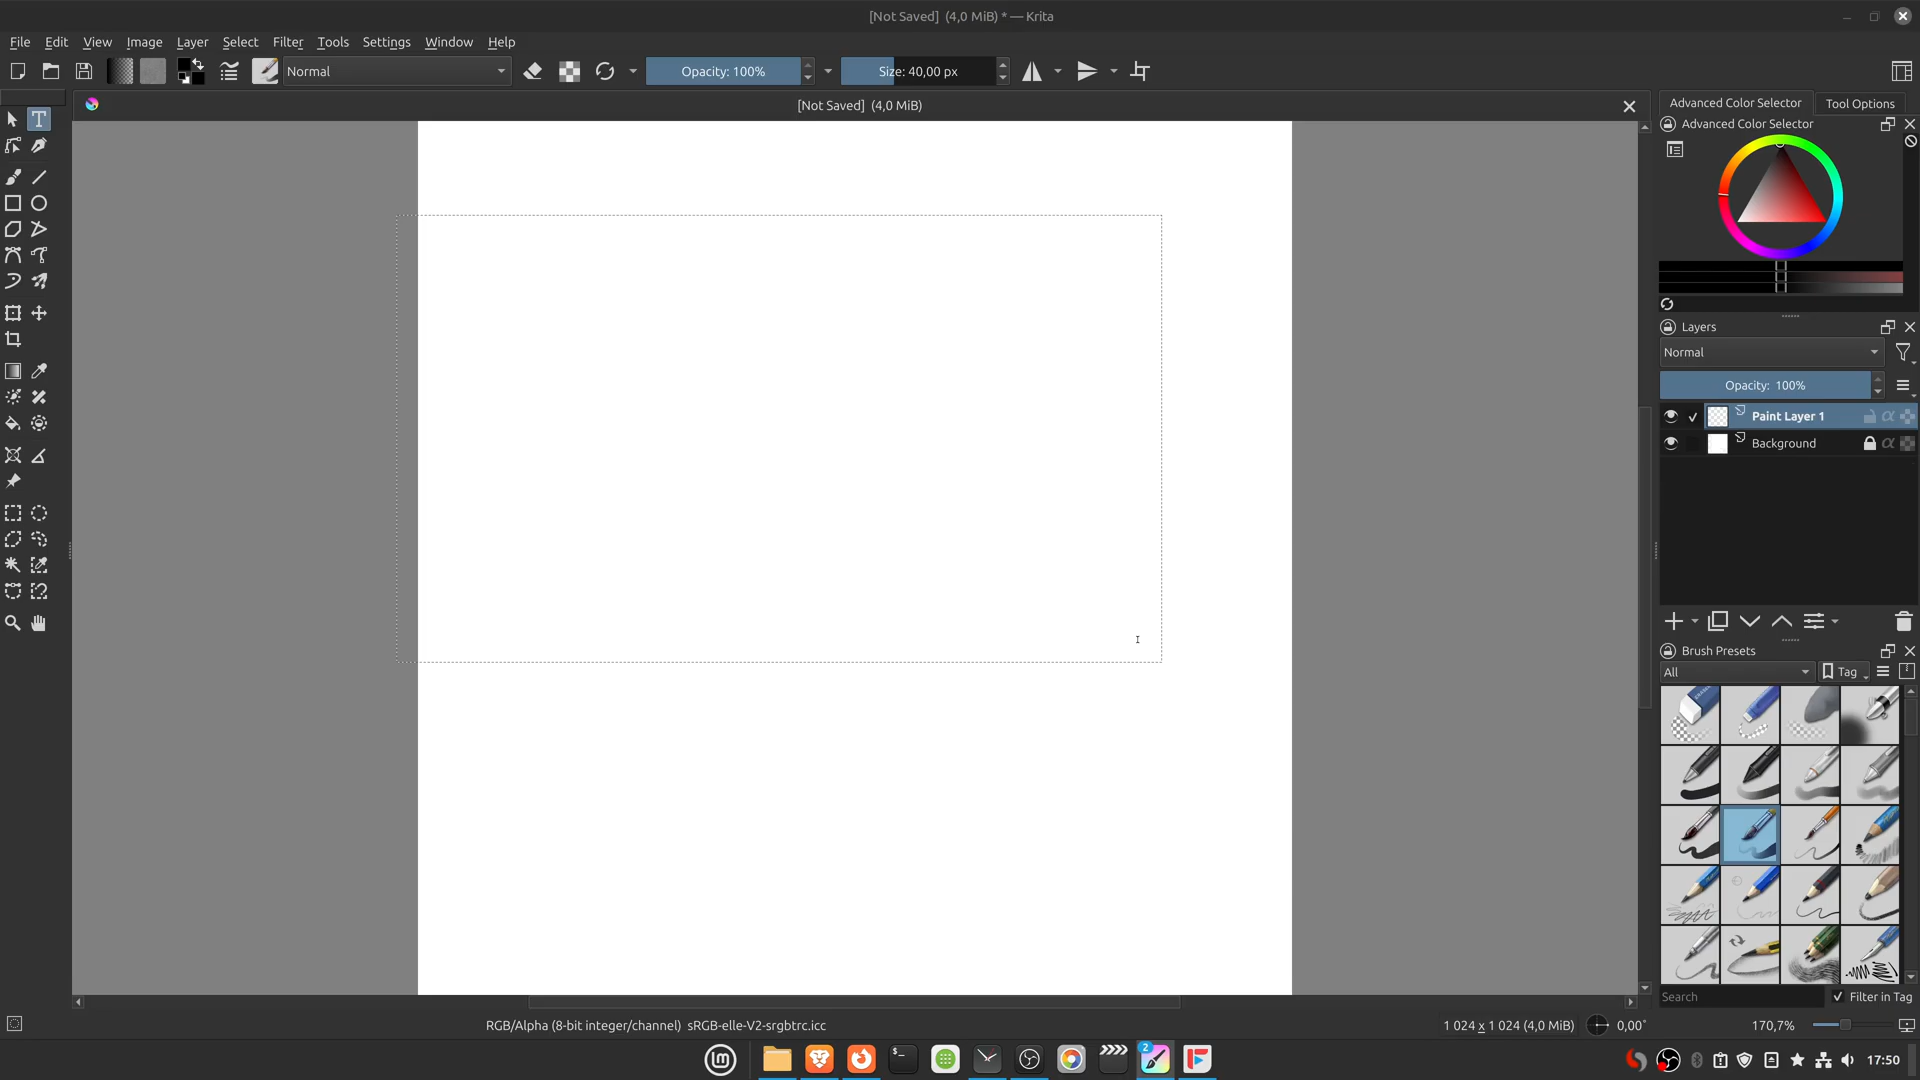 [Not Saved]  (4,0 MiB) * — Krita
File Edit View Image Layer Select Filter Tools Settings Window Help
Normal
Opacity: 100%
Size: 40,00 px
[Not Saved]  (4,0 MiB)
Advanced Color Selector
Tool Options
Advanced Color Selector
Layers
Normal
Opacity: 100%
Paint Layer 1
Background
Brush Presets
All
Tag
Search
Filter in Tag
RGB/Alpha (8-bit integer/channel)  sRGB-elle-V2-srgbtrc.icc
1 024 x 1 024 (4,0 MiB)
0,00°
170,7%
2
17:50